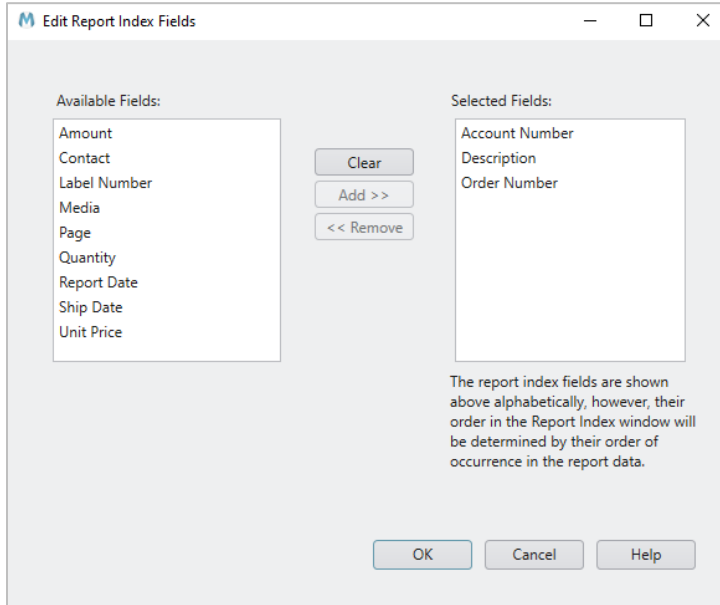 Edit Report Index Fields
Available Fields:
Amount
Contact
Label Number
Media
Page
Quantity
Report Date
Ship Date
Unit Price
Clear
Add >>
<< Remove
Selected Fields:
Account Number
Description
Order Number
The report index fields are shown
above alphabetically, however, their
order in the Report Index window will
be determined by their order of
occurrence in the report data.
OK
Cancel
Help